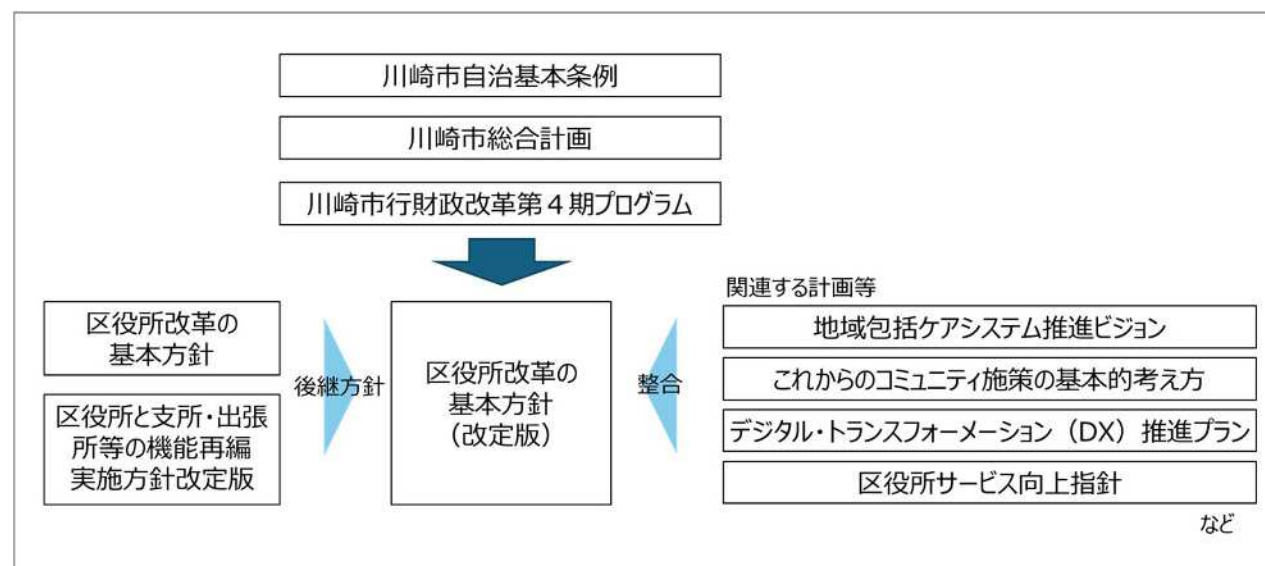 川崎市自治基本条例
川崎市総合計画
川崎市行財政改革第４期プログラム
区役所改革の
基本方針
区役所と支所・出張
所等の機能再編
実施方針改定版
後継方針
区役所改革の
基本方針
（改定版）
整合
関連する計画等
地域包括ケアシステム推進ビジョン
これからのコミュニティ施策の基本的考え方
デジタル・トランスフォーメーション（DX）推進プラン
区役所サービス向上指針
など